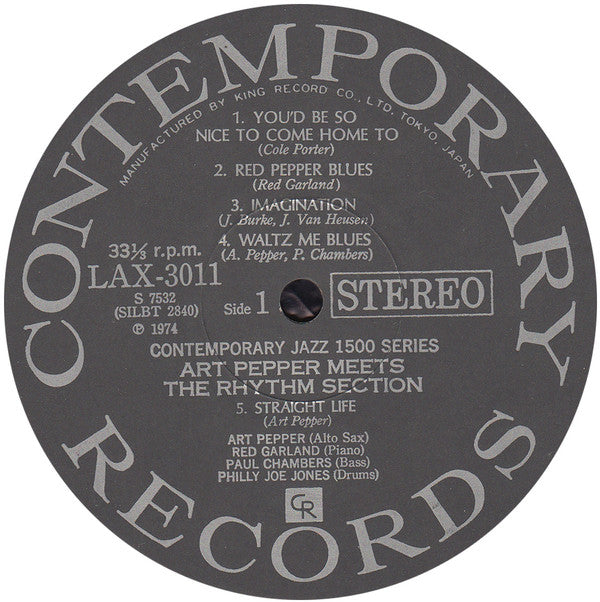 CONTEMPORARY
RECORDS
MANUFACTURED BY KING RECORD CO., LTD. TOKYO, JAPAN
1. YOU'D BE SO
NICE TO COME HOME TO
(Cole Porter)
2. RED PEPPER BLUES
(Red Garland)
3. IMAGINATION
(J. Burke, J. Van Heusen)
4. WALTZ ME BLUES
(A. Pepper, P. Chambers)
33⅓ r.p.m.
LAX-3011
S 7532
(SILBT 2840)
℗ 1974
Side 1
STEREO
CONTEMPORARY JAZZ 1500 SERIES
ART PEPPER MEETS
THE RHYTHM SECTION
5. STRAIGHT LIFE
(Art Pepper)
ART PEPPER (Alto Sax)
RED GARLAND (Piano)
PAUL CHAMBERS (Bass)
PHILLY JOE JONES (Drums)
CR